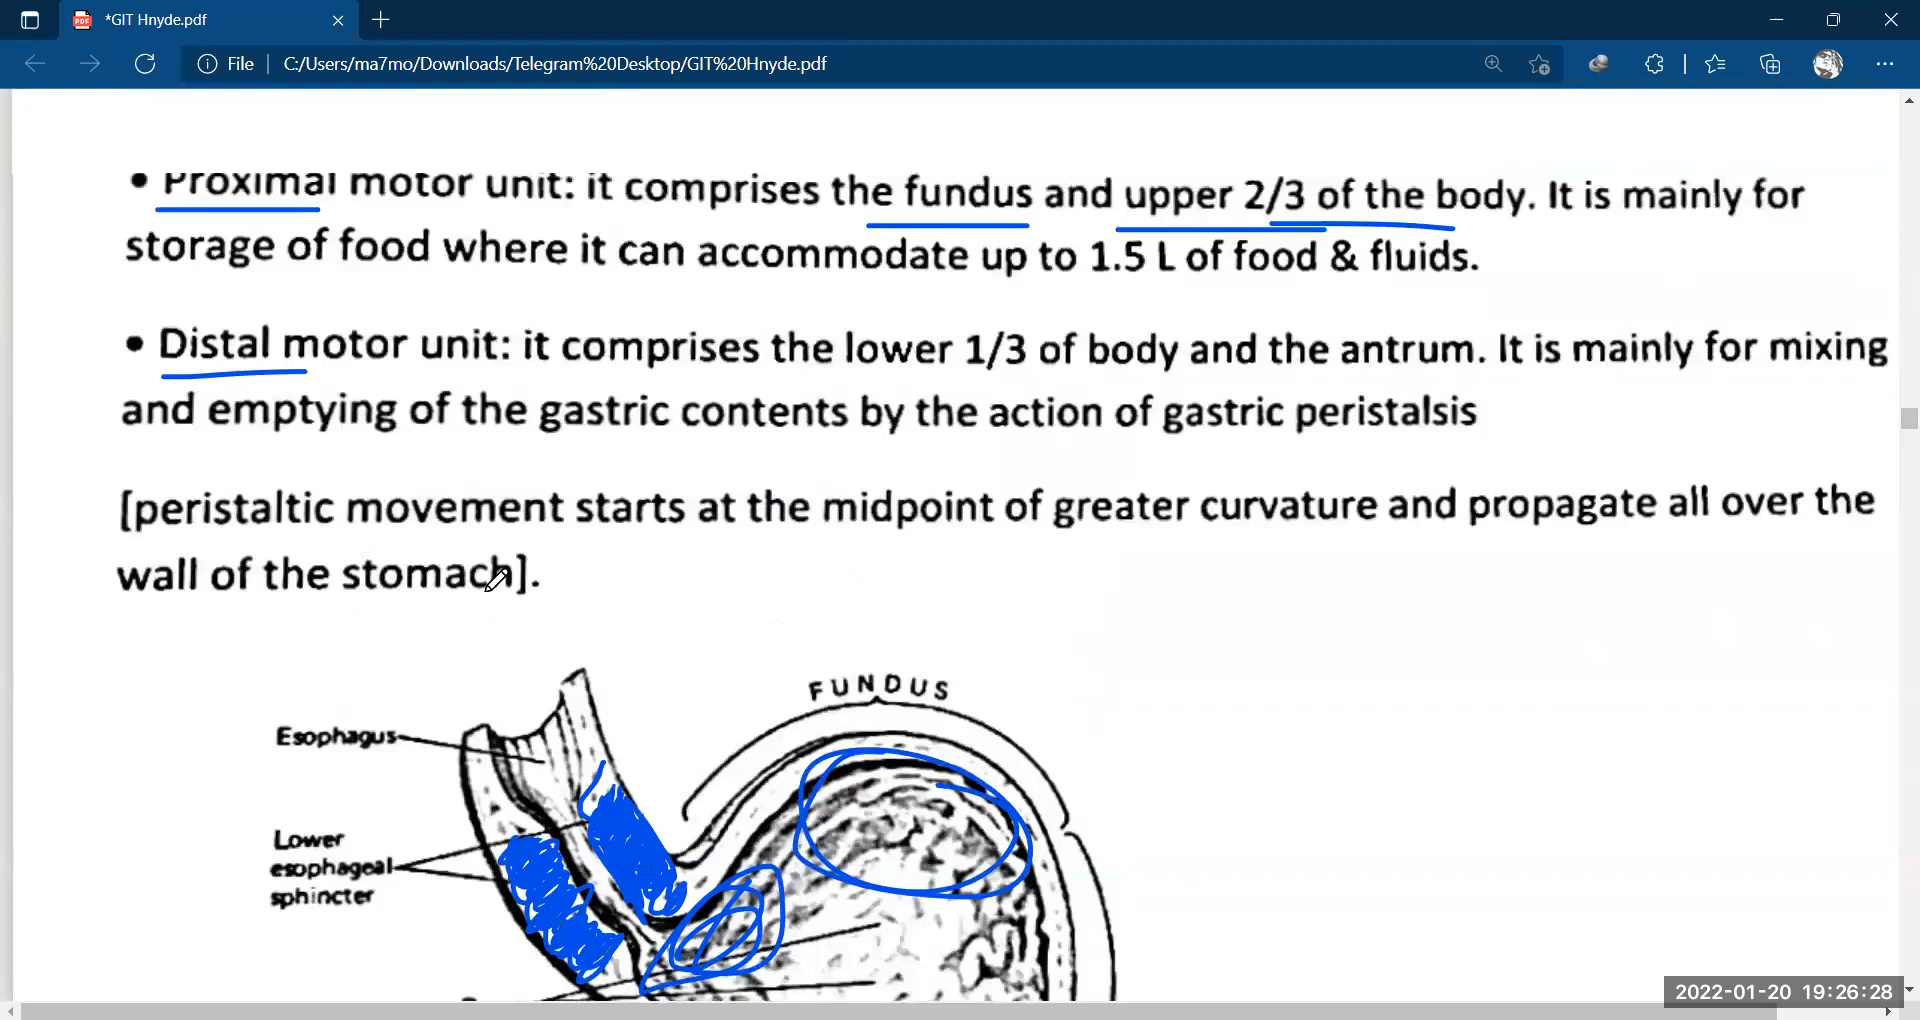 *GIT Hnyde.pdf
File
C:/Users/ma7mo/Downloads/Telegram%20Desktop/GIT%20Hnyde.pdf
• Proximal motor unit: it comprises the fundus and upper 2/3 of the body. It is mainly for
storage of food where it can accommodate up to 1.5 L of food & fluids.
• Distal motor unit: it comprises the lower 1/3 of body and the antrum. It is mainly for mixing
and emptying of the gastric contents by the action of gastric peristalsis
[peristaltic movement starts at the midpoint of greater curvature and propagate all over the
wall of the stomach].
FUNDUS
Esophagus
Lower
esophageal
sphincter
2022-01-20 19:26:28